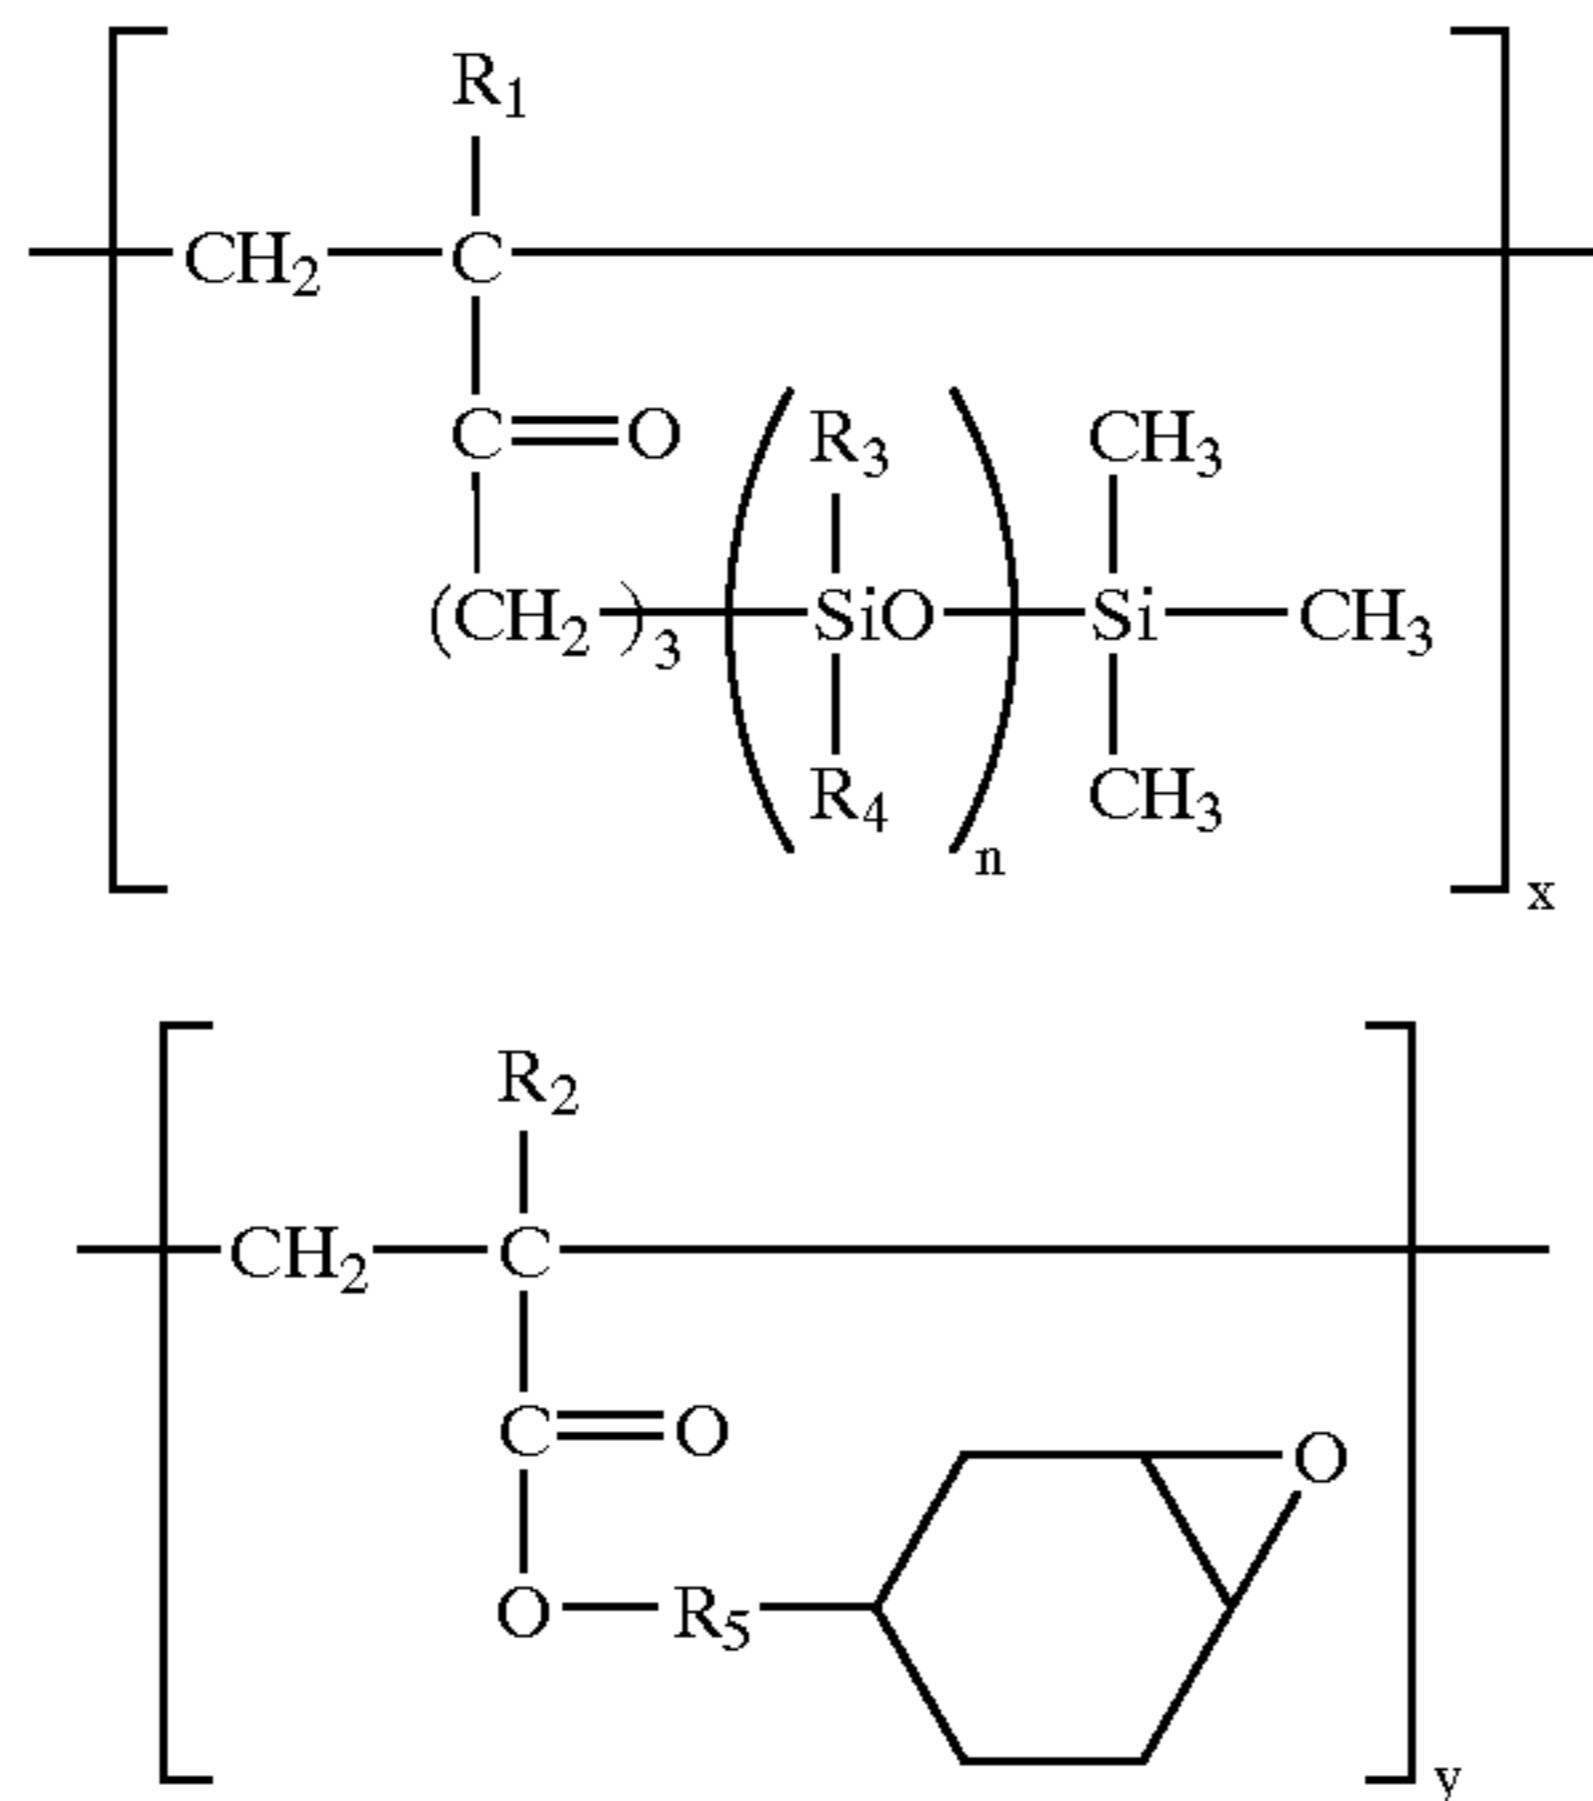 R1
CH2 C
C O R3 CH3
(CH2 )3 SiO Si CH3
R4 CH3
n
x
R2
CH2 C
C O O
O R5
y